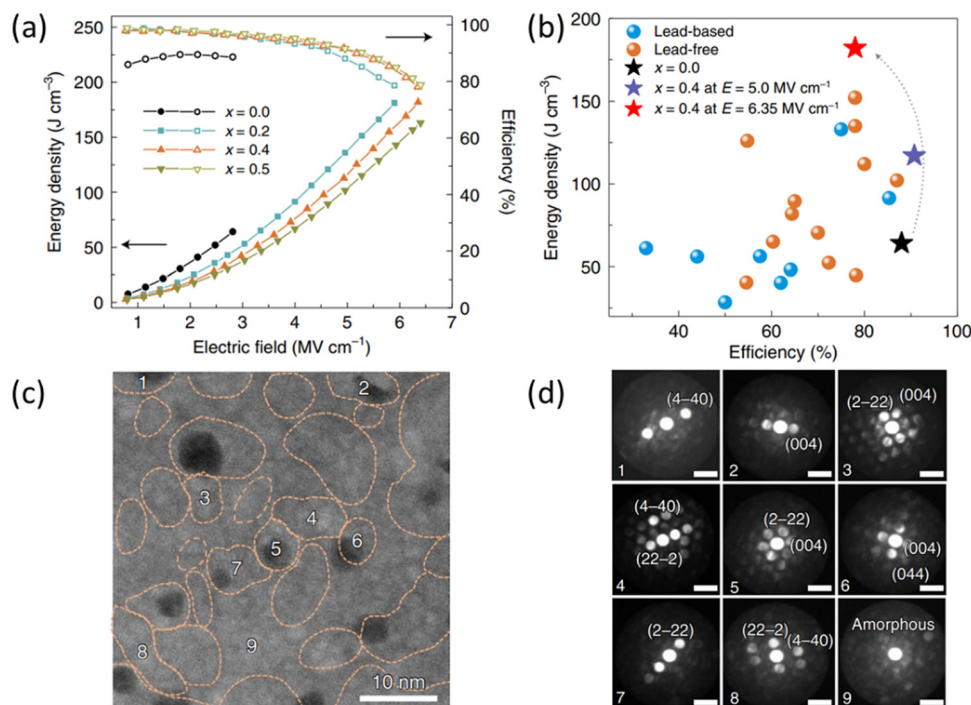 (a)
250
200
150
100
50
0
Energy density (J cm⁻³)
x = 0.0
x = 0.2
x = 0.4
x = 0.5
100
80
60
40
20
0
Efficiency (%)
1 2 3 4 5 6 7
Electric field (MV cm⁻¹)
(b)
200
150
100
50
Energy density (J cm⁻³)
Lead-based
Lead-free
x = 0.0
x = 0.4 at E = 5.0 MV cm⁻¹
x = 0.4 at E = 6.35 MV cm⁻¹
40 60 80 100
Efficiency (%)
(c)
1
2
3
4
5
6
7
8
9
10 nm
(d)
(4–40)
1
(004)
2
(2–22) (004)
3
(4–40)
(22–2)
4
(2–22)
(004)
5
(004)
(044)
6
(2–22)
7
(22–2) (4–40)
8
Amorphous
9